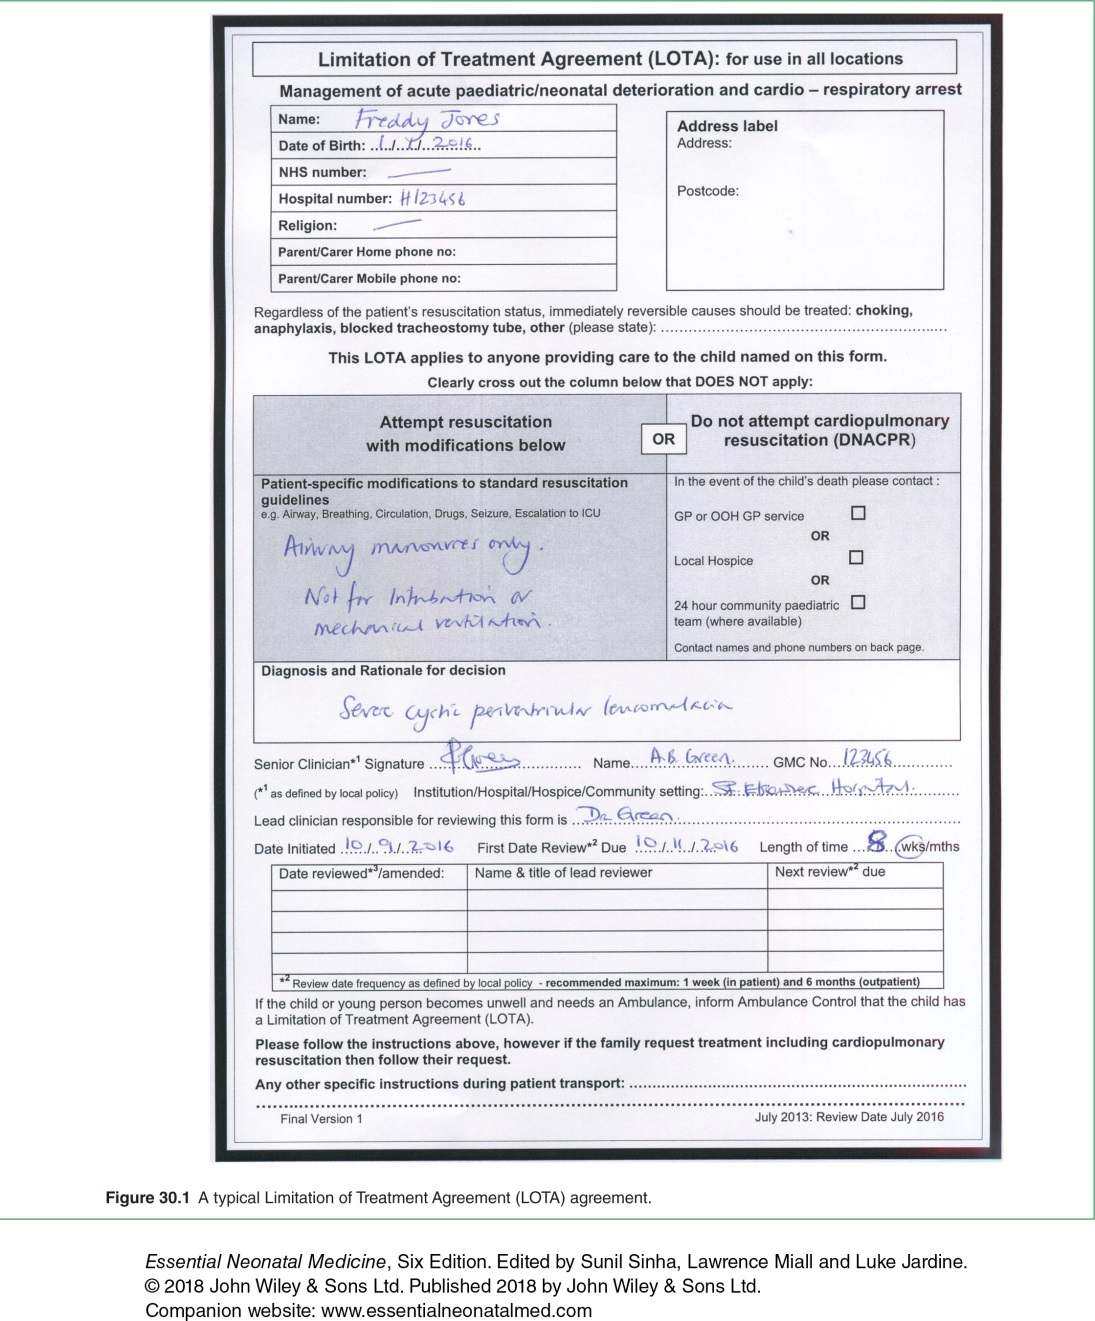 Limitation of Treatment Agreement (LOTA): for use in all locations
Management of acute paediatric/neonatal deterioration and cardio – respiratory arrest
Name: Freddy Jones
Date of Birth: ../../..2016..
NHS number:
Hospital number: H123456
Religion:
Parent/Carer Home phone no:
Parent/Carer Mobile phone no:
Address label
Address:
Postcode:
Regardless of the patient's resuscitation status, immediately reversible causes should be treated: choking,
anaphylaxis, blocked tracheostomy tube, other (please state):
This LOTA applies to anyone providing care to the child named on this form.
Clearly cross out the column below that DOES NOT apply:
Attempt resuscitation
with modifications below
OR
Do not attempt cardiopulmonary
resuscitation (DNACPR)
Patient-specific modifications to standard resuscitation
guidelines
e.g. Airway, Breathing, Circulation, Drugs, Seizure, Escalation to ICU
Airway manouvres only.
Not for Intubation or
mechanical ventilation.
In the event of the child's death please contact :
GP or OOH GP service
OR
Local Hospice
OR
24 hour community paediatric
team (where available)
Contact names and phone numbers on back page.
Diagnosis and Rationale for decision
Severe cystic periventricular leucomalacia
Senior Clinician*1 Signature Name A.B. Green GMC No 123456
(*1 as defined by local policy) Institution/Hospital/Hospice/Community setting: St Hospital.
Lead clinician responsible for reviewing this form is Dr Green.
Date Initiated 10/9/2016 First Date Review*2 Due 10/11/2016 Length of time 8 wks/mths
Date reviewed*3/amended: Name & title of lead reviewer Next review*2 due
*2 Review date frequency as defined by local policy - recommended maximum: 1 week (in patient) and 6 months (outpatient)
If the child or young person becomes unwell and needs an Ambulance, inform Ambulance Control that the child has
a Limitation of Treatment Agreement (LOTA).
Please follow the instructions above, however if the family request treatment including cardiopulmonary
resuscitation then follow their request.
Any other specific instructions during patient transport:
Final Version 1 July 2013: Review Date July 2016
Figure 30.1 A typical Limitation of Treatment Agreement (LOTA) agreement.
Essential Neonatal Medicine, Six Edition. Edited by Sunil Sinha, Lawrence Miall and Luke Jardine.
© 2018 John Wiley & Sons Ltd. Published 2018 by John Wiley & Sons Ltd.
Companion website: www.essentialneonatalmed.com